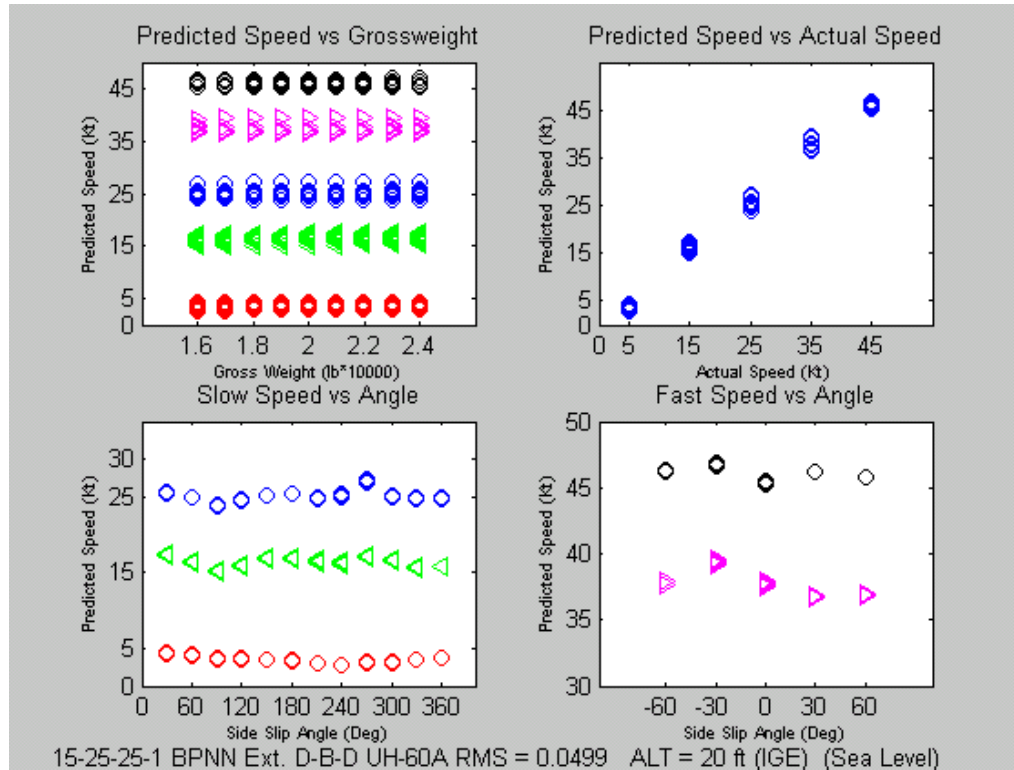 Predicted Speed vs Grossweight
Predicted Speed (Kt)
45
35
25
15
5
0
1.6 1.8 2 2.2 2.4
Gross Weight (lb*10000)
Predicted Speed vs Actual Speed
Predicted Speed (Kt)
45
35
25
15
5
0
0 5 15 25 35 45
Actual Speed (Kt)
Slow Speed vs Angle
Predicted Speed (Kt)
35
25
15
5
0
0 60 120 180 240 300 360
Side Slip Angle (Deg)
Fast Speed vs Angle
Predicted Speed (Kt)
50
45
40
35
30
-60 -30 0 30 60
Side Slip Angle (Deg)
15-25-25-1 BPNN Ext. D-B-D UH-60A RMS = 0.0499 ALT = 20 ft (IGE) (Sea Level)